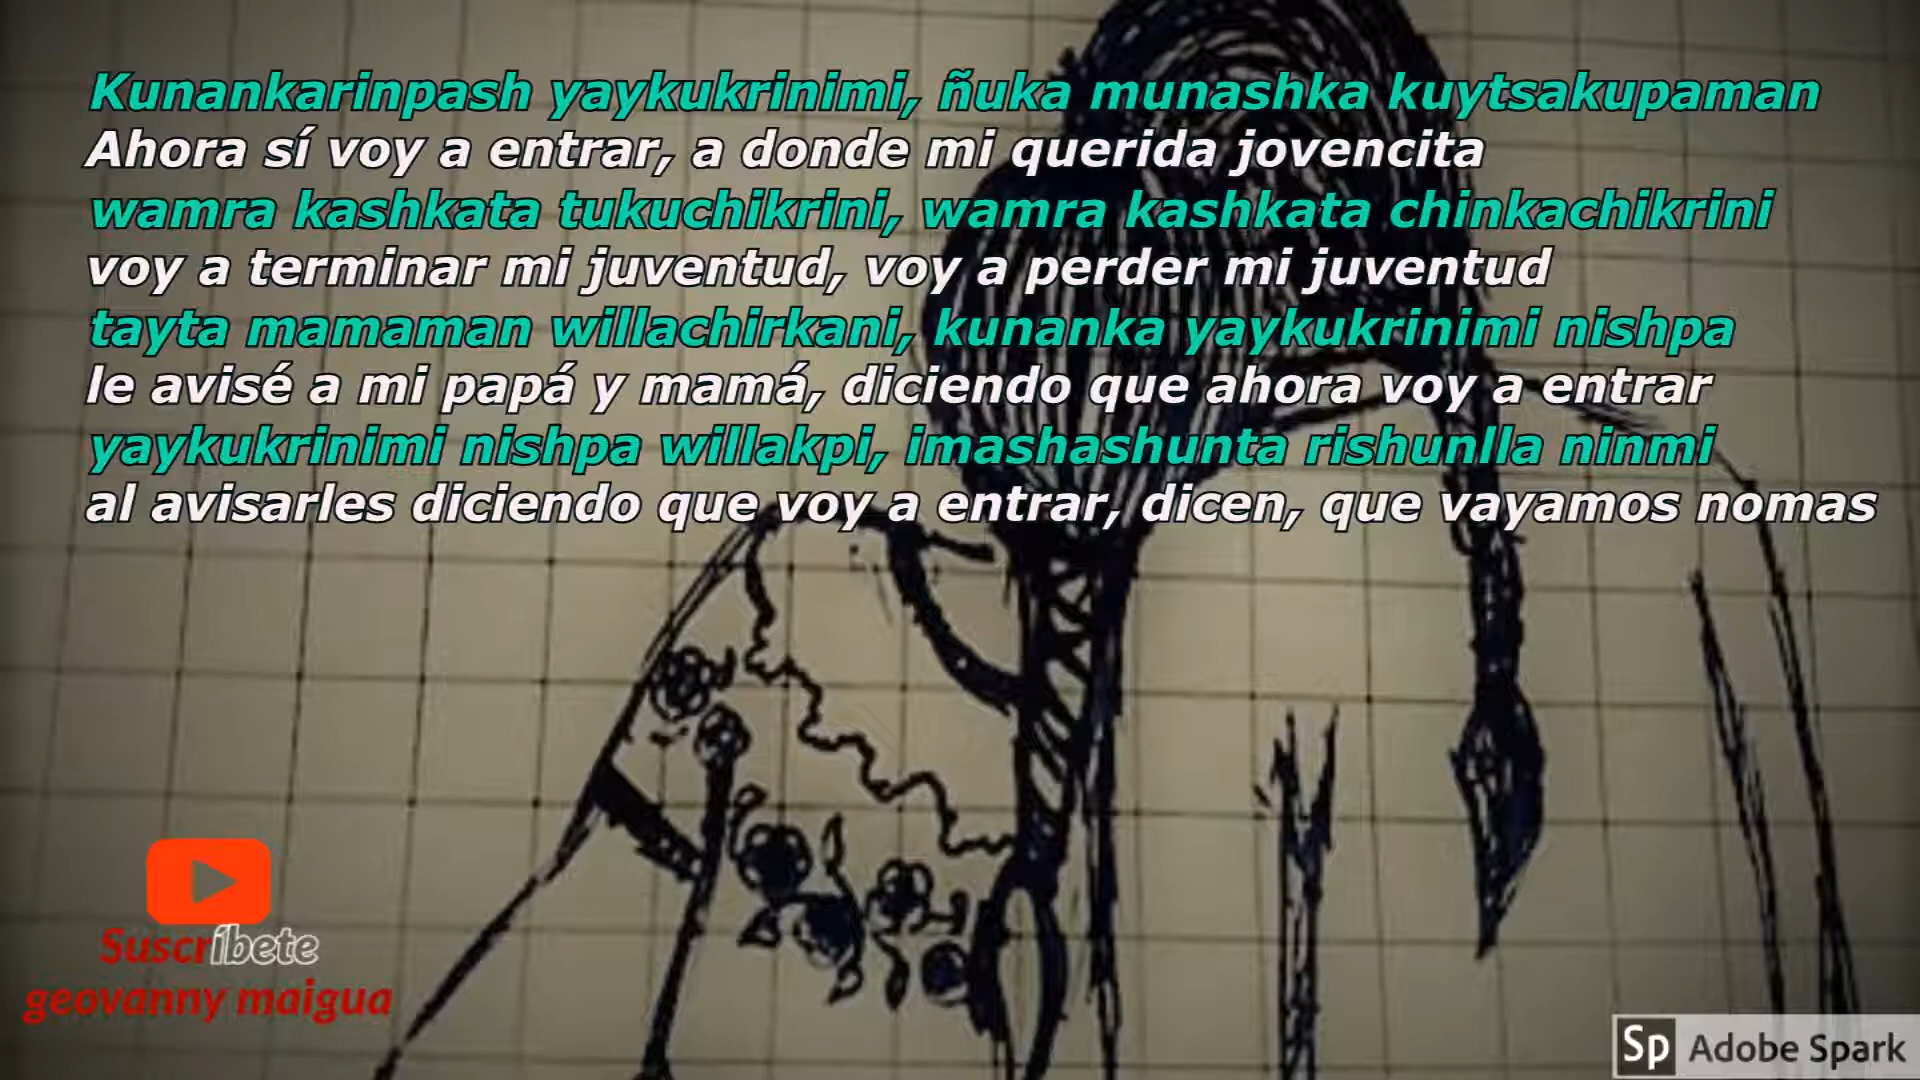 Kunankarinpash yaykukrinimi, ñuka munashka kuytsakupaman
Ahora sí voy a entrar, a donde mi querida jovencita
wamra kashkata tukuchikrini, wamra kashkata chinkachikrini
voy a terminar mi juventud, voy a perder mi juventud
tayta mamaman willachirkani, kunanka yaykukrinimi nishpa
le avisé a mi papá y mamá, diciendo que ahora voy a entrar
yaykukrinimi nishpa willakpi, imashashunta rishunlla ninmi
al avisarles diciendo que voy a entrar, dicen, que vayamos nomas
Suscríbete
geovanny maigua
Sp Adobe Spark